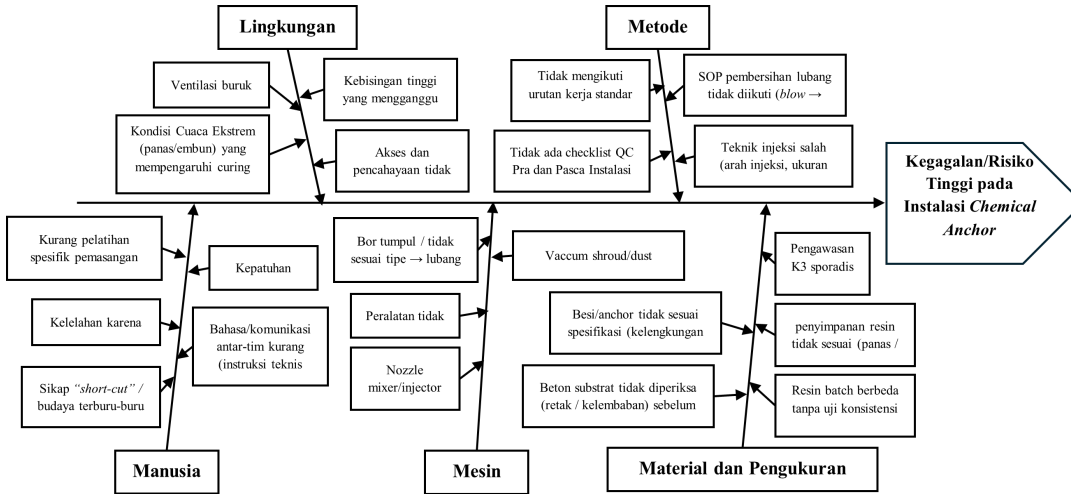 Lingkungan
Metode
Ventilasi buruk
Kebisingan tinggi
yang mengganggu
Kondisi Cuaca Ekstrem
(panas/embun) yang
mempengaruhi curing
Akses dan
pencahayaan tidak
Tidak mengikuti
urutan kerja standar
SOP pembersihan lubang
tidak diikuti (blow →
Tidak ada checklist QC
Pra dan Pasca Instalasi
Teknik injeksi salah
(arah injeksi, ukuran
Kegagalan/Risiko
Tinggi pada
Instalasi Chemical
Anchor
Kurang pelatihan
spesifik pemasangan
Kepatuhan
Kelelahan karena
Bahasa/komunikasi
antar-tim kurang
(instruksi teknis
Sikap “short-cut” /
budaya terburu-buru
Bor tumpul / tidak
sesuai tipe → lubang
Vaccum shroud/dust
Peralatan tidak
Nozzle
mixer/injector
Pengawasan
K3 sporadis
Besi/anchor tidak sesuai
spesifikasi (kelengkungan
penyimpanan resin
tidak sesuai (panas /
Beton substrat tidak diperiksa
(retak / kelembaban) sebelum
Resin batch berbeda
tanpa uji konsistensi
Manusia
Mesin
Material dan Pengukuran